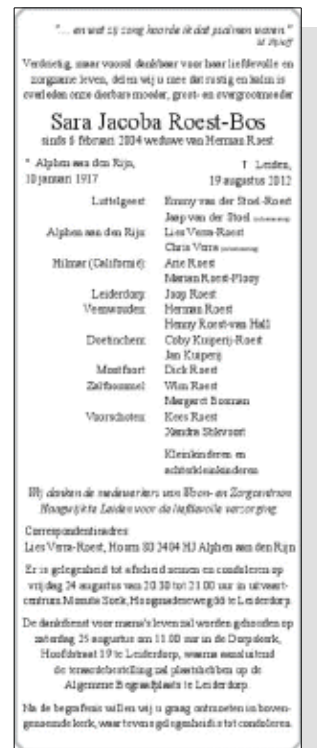 "... en wat zij zong hoorde ik dat psalmen waren."
M. Nijhoff
Verdrietig, maar vooral dankbaar voor haar liefdevolle en
zorgzame leven, delen wij u mee dat rustig en kalm is
overleden onze dierbare moeder, groot- en overgrootmoeder
Sara Jacoba Roest-Bos
sinds 6 februari 2004 weduwe van Herman Roest
* Alphen aan den Rijn, † Leiden,
10 januari 1917 19 augustus 2012
Luttelgeest: Emmy van der Stoel-Roest
Jaap van der Stoel
Alphen aan den Rijn: Lies Verra-Roest
Chris Verra
Hilmar (Californië): Arie Roest
Marian Roest-Plooy
Leiderdorp: Jaap Roest
Veenwouden: Herman Roest
Henny Roest-van Hall
Doetinchem: Coby Kuiperij-Roest
Jan Kuiperij
Montfoort: Dick Roest
Zaltbommel: Wim Roest
Margaret Bosman
Voorschoten: Kees Roest
Xandra
Kleinkinderen en
achterkleinkinderen
Wij danken de medewerkers van Woon- en Zorgcentrum
Haagwijk te Leiden voor de liefdevolle verzorging.
Correspondentieadres:
Lies Verra-Roest, Hoorn 80 2404 HJ Alphen aan den Rijn
Er is gelegenheid tot afscheid nemen en condoleren op
vrijdag 24 augustus van 20.30 tot 21.00 uur in uitvaart-
centrum Monuta Sook, Hoogmadeseweg 66 te Leiderdorp.
De dankdienst voor mama's leven zal worden gehouden op
zaterdag 25 augustus om 11.00 uur in de Dorpskerk,
Hoofdstraat 19 te Leiderdorp, waarna aansluitend
de teraardebestelling zal plaatshebben op de
Algemene Begraafplaats te Leiderdorp.
Na de begrafenis willen wij u graag ontmoeten in boven-
genoemde kerk, waar tevens gelegenheid is tot condoleren.